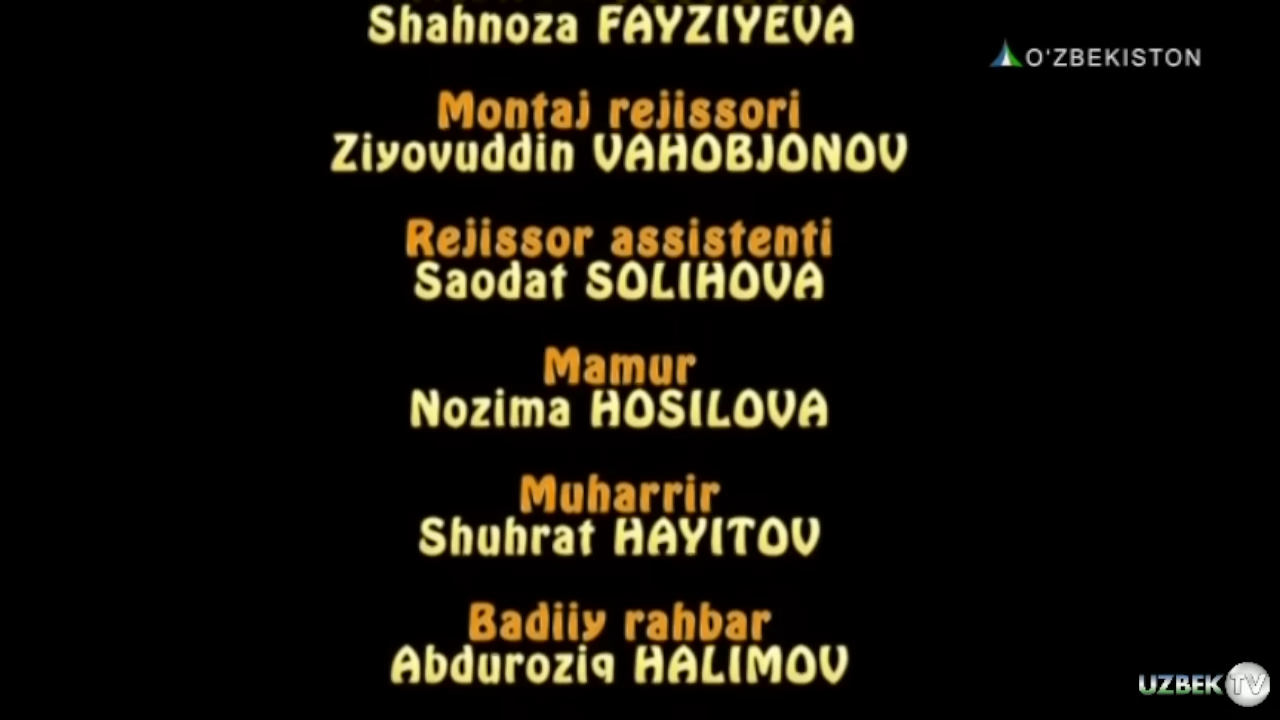 Shahnoza FAYZIYEVA
O'ZBEKISTON
Montaj rejissori
Ziyovuddin VAHOBJONOV
Rejissor assistenti
Saodat SOLIHOVA
Mamur
Nozima HOSILOVA
Muharrir
Shuhrat HAYITOV
Badiiy rahbar
Abduroziq HALIMOV
UZBEK TV